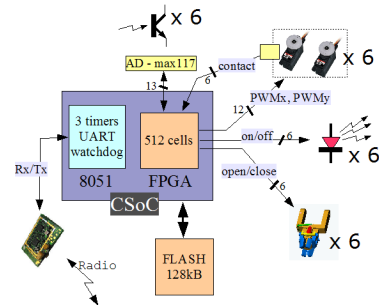 x 6
AD - max117
contact
x 6
13
6
PWMx, PWMy
12
3 timers
UART
watchdog
512 cells
on/off
6
x 6
Rx/Tx
8051
FPGA
open/close
6
CSoC
x 6
FLASH
128kB
Radio